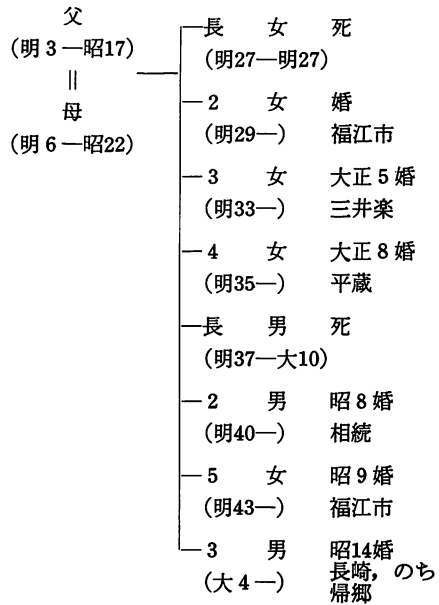 父
(明3―昭17)
‖
母
(明6―昭22)
長 女 死
(明27―明27)
2 女 婚
(明29―) 福江市
3 女 大正5婚
(明33―) 三井楽
4 女 大正8婚
(明35―) 平蔵
長 男 死
(明37―大10)
2 男 昭8婚
(明40―) 相続
5 女 昭9婚
(明43―) 福江市
3 男 昭14婚
(大4―) 長崎,のち
帰郷